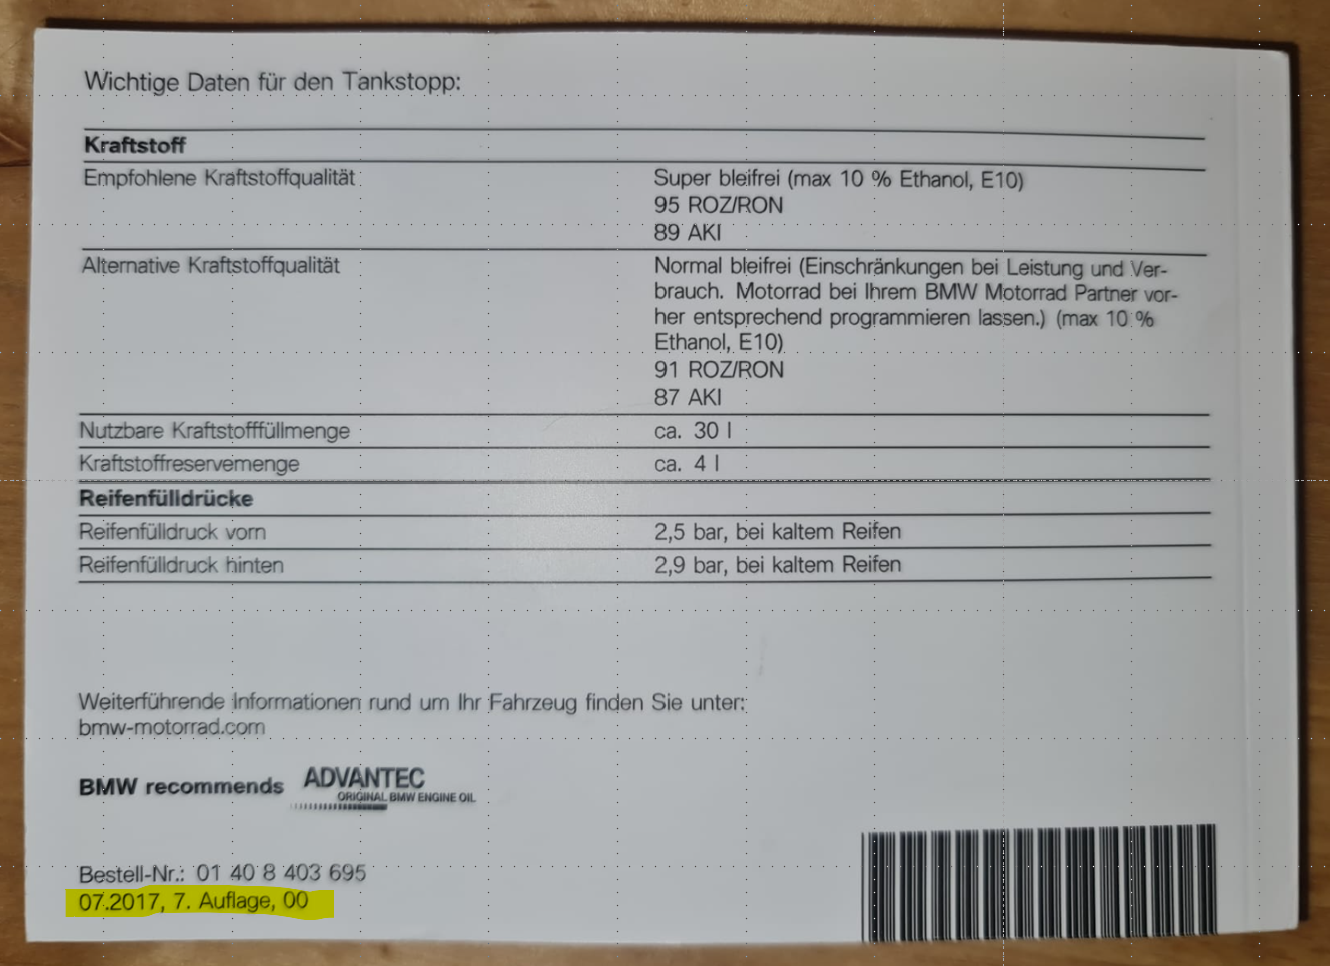 Wichtige Daten für den Tankstopp:
Kraftstoff
Empfohlene Kraftstoffqualität Super bleifrei (max 10 % Ethanol, E10)
95 ROZ/RON
89 AKI
Alternative Kraftstoffqualität Normal bleifrei (Einschränkungen bei Leistung und Ver-
brauch. Motorrad bei Ihrem BMW Motorrad Partner vor-
her entsprechend programmieren lassen.) (max 10 %
Ethanol, E10)
91 ROZ/RON
87 AKI
Nutzbare Kraftstofffüllmenge ca. 30 l
Kraftstoffreservemenge ca. 4 l
Reifenfülldrücke
Reifenfülldruck vorn 2,5 bar, bei kaltem Reifen
Reifenfülldruck hinten 2,9 bar, bei kaltem Reifen
Weiterführende Informationen rund um Ihr Fahrzeug finden Sie unter:
bmw-motorrad.com
BMW recommends ADVANTEC
ORIGINAL BMW ENGINE OIL
Bestell-Nr.: 01 40 8 403 695
07.2017, 7. Auflage, 00